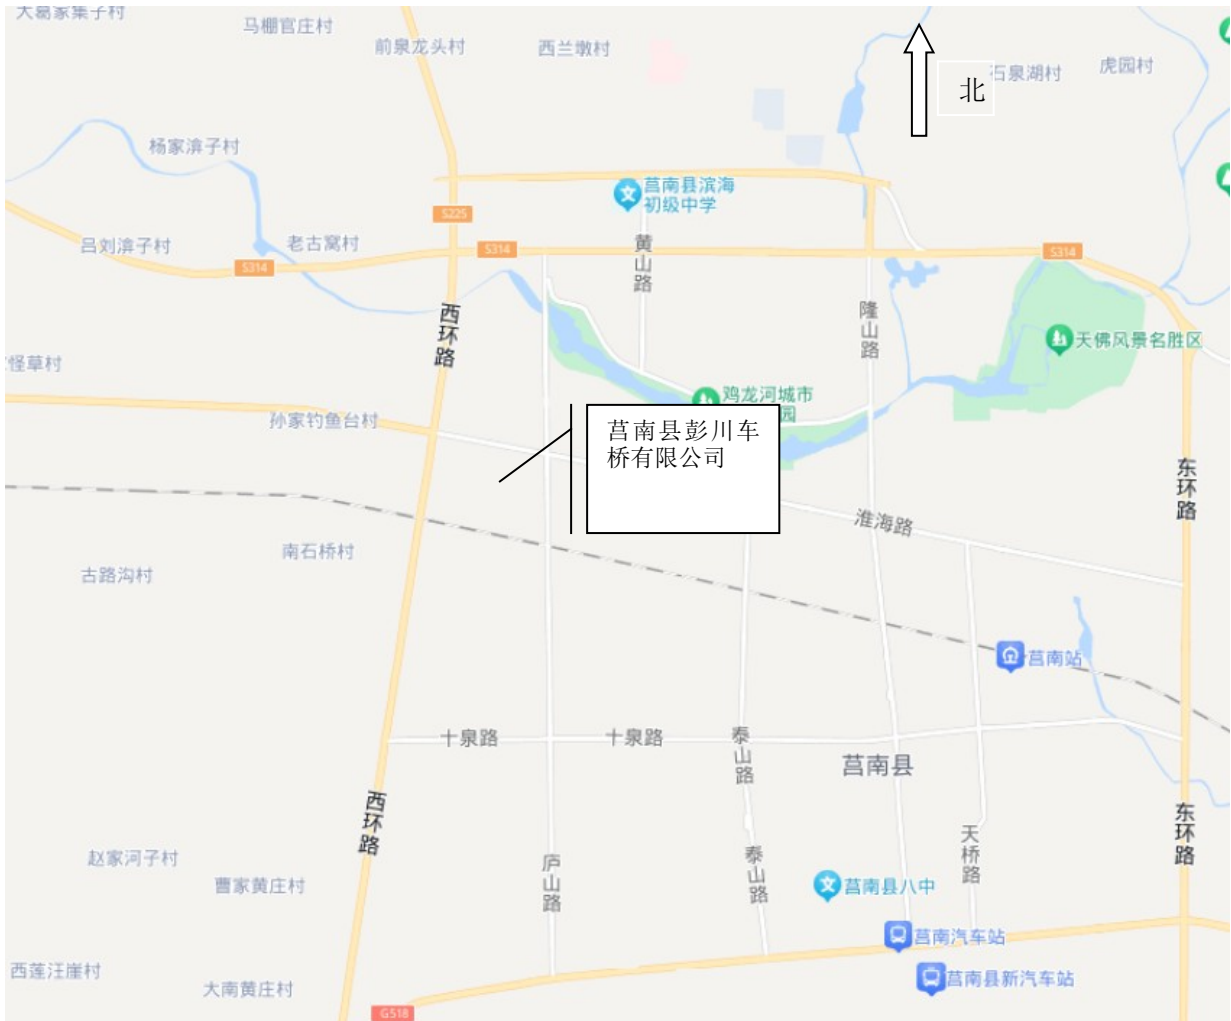 大葛家集子村
马棚官庄村
前泉龙头村
西兰墩村
石泉湖村
虎园村
北
杨家湃子村
莒南县滨海
初级中学
S225
吕刘湃子村
老古窝村
S314
S314
S314
黄山路
西环路
隆山路
天佛风景名胜区
怪草村
鸡龙河城市
园
孙家钓鱼台村
莒南县彭川车
桥有限公司
东环路
淮海路
南石桥村
古路沟村
莒南站
十泉路
十泉路
泰山路
莒南县
西环路
东环路
天桥路
赵家河子村
庐山路
泰山路
曹家黄庄村
莒南县八中
莒南汽车站
西莲汪崖村
大南黄庄村
莒南县新汽车站
G518